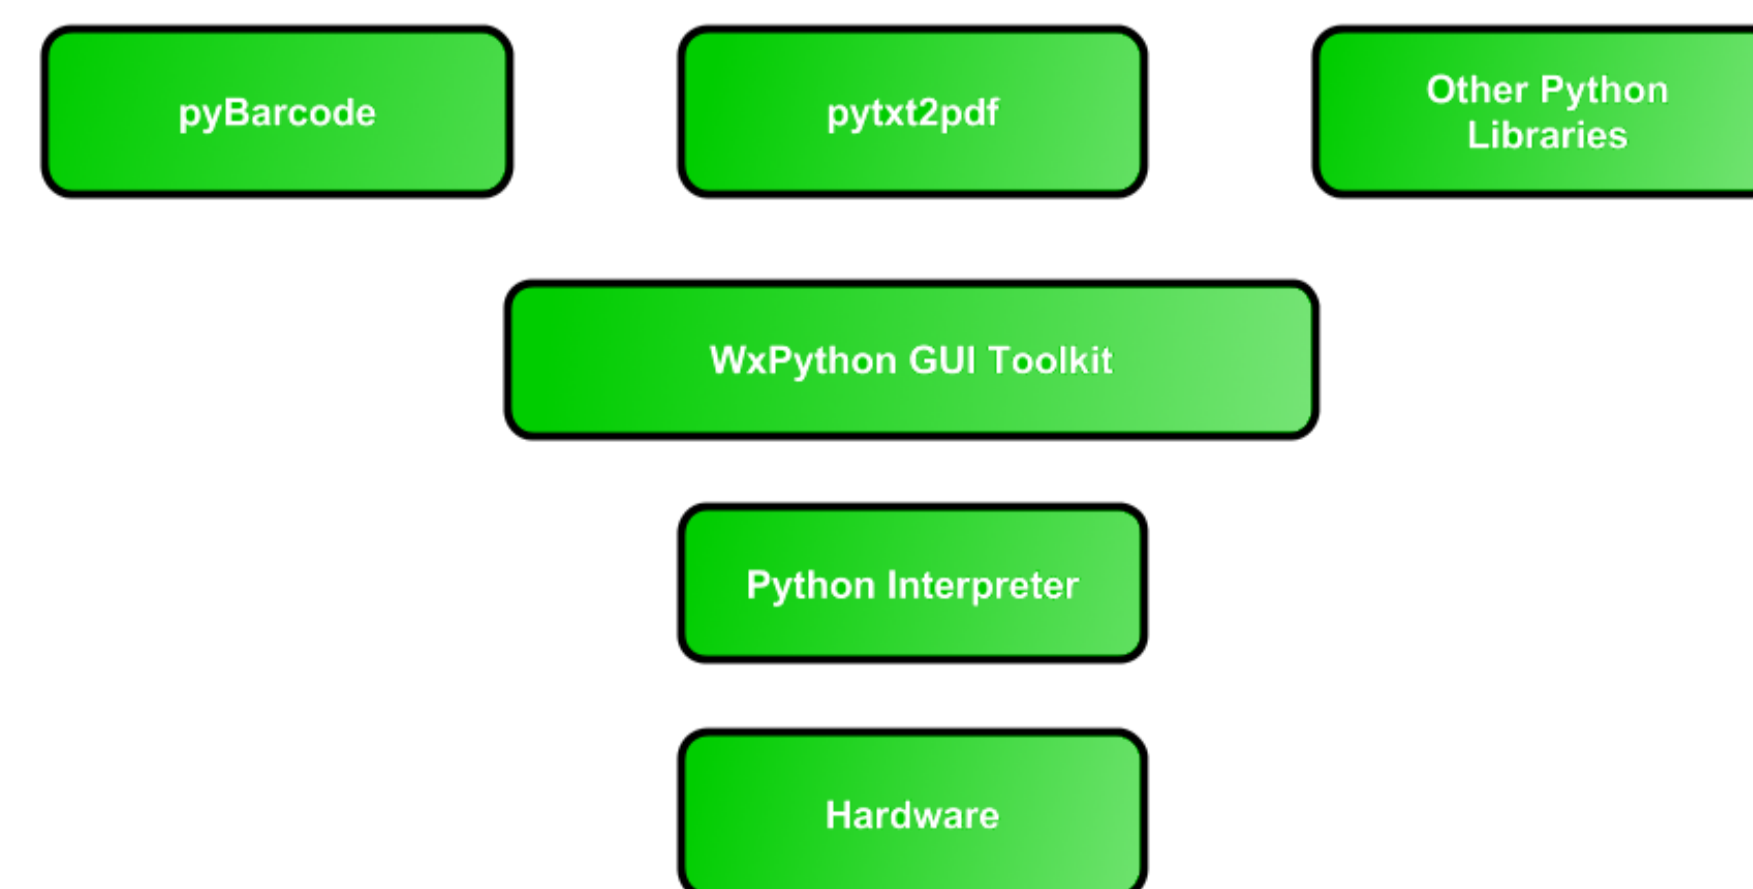 pyBarcode
pytxt2pdf
Other Python
Libraries
WxPython GUI Toolkit
Python Interpreter
Hardware